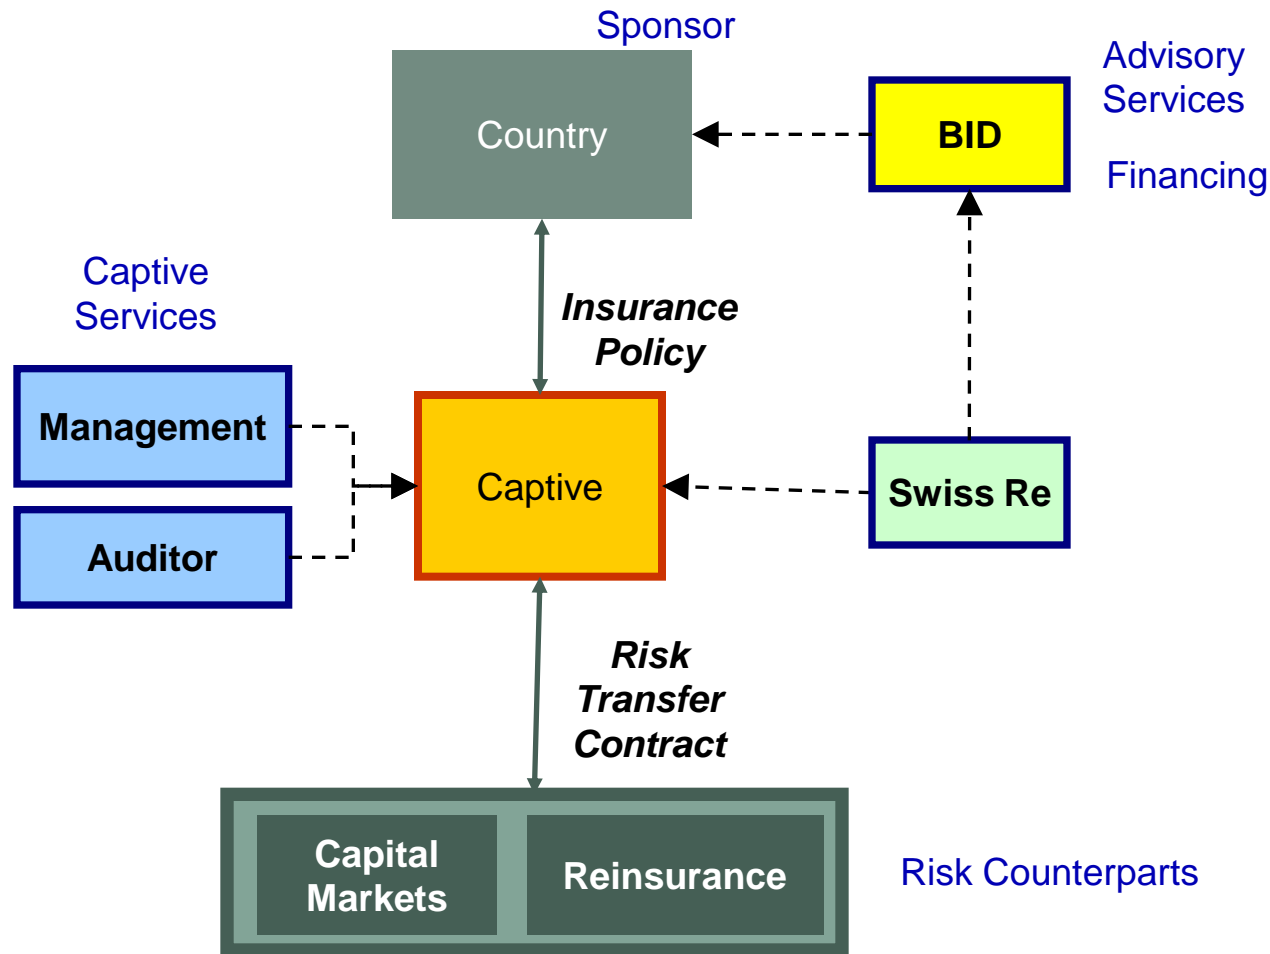 Sponsor
Country
BID
Advisory
Services
Financing
Captive
Services
Insurance
Policy
Management
Auditor
Captive
Swiss Re
Risk
Transfer
Contract
Capital
Markets
Reinsurance
Risk Counterparts